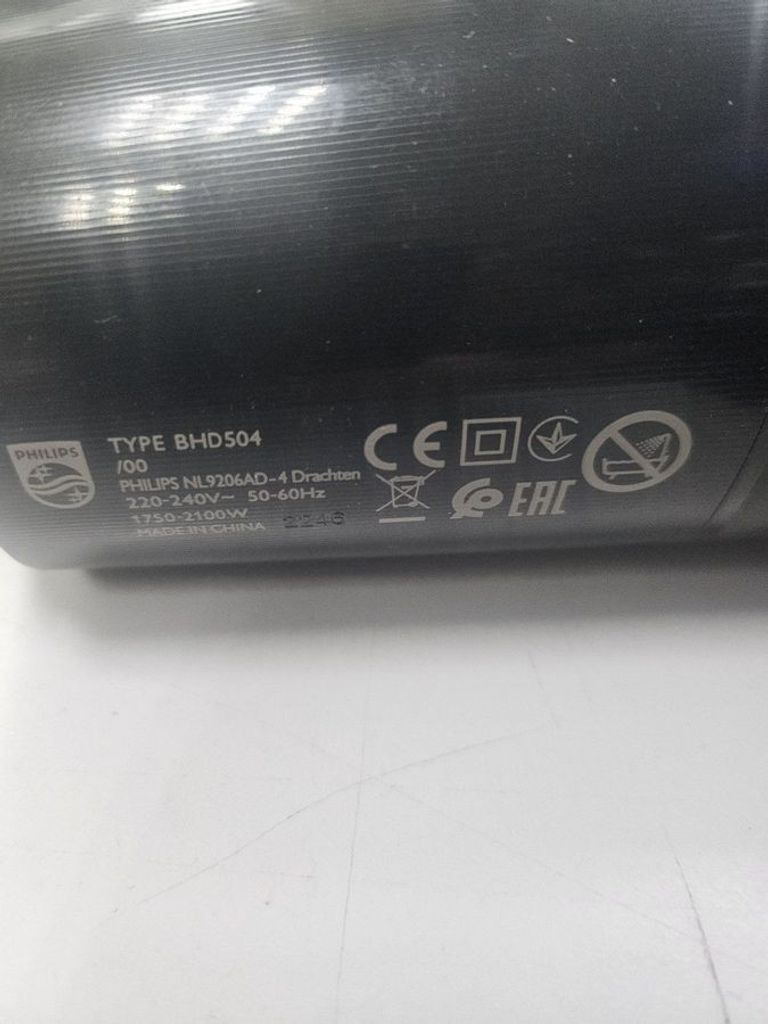 PHILIPS
TYPE BHD504
/00
PHILIPS NL9206AD-4 Drachten
220-240V~ 50-60Hz
1750-2100W 2246
MADE IN CHINA
CE
EAC